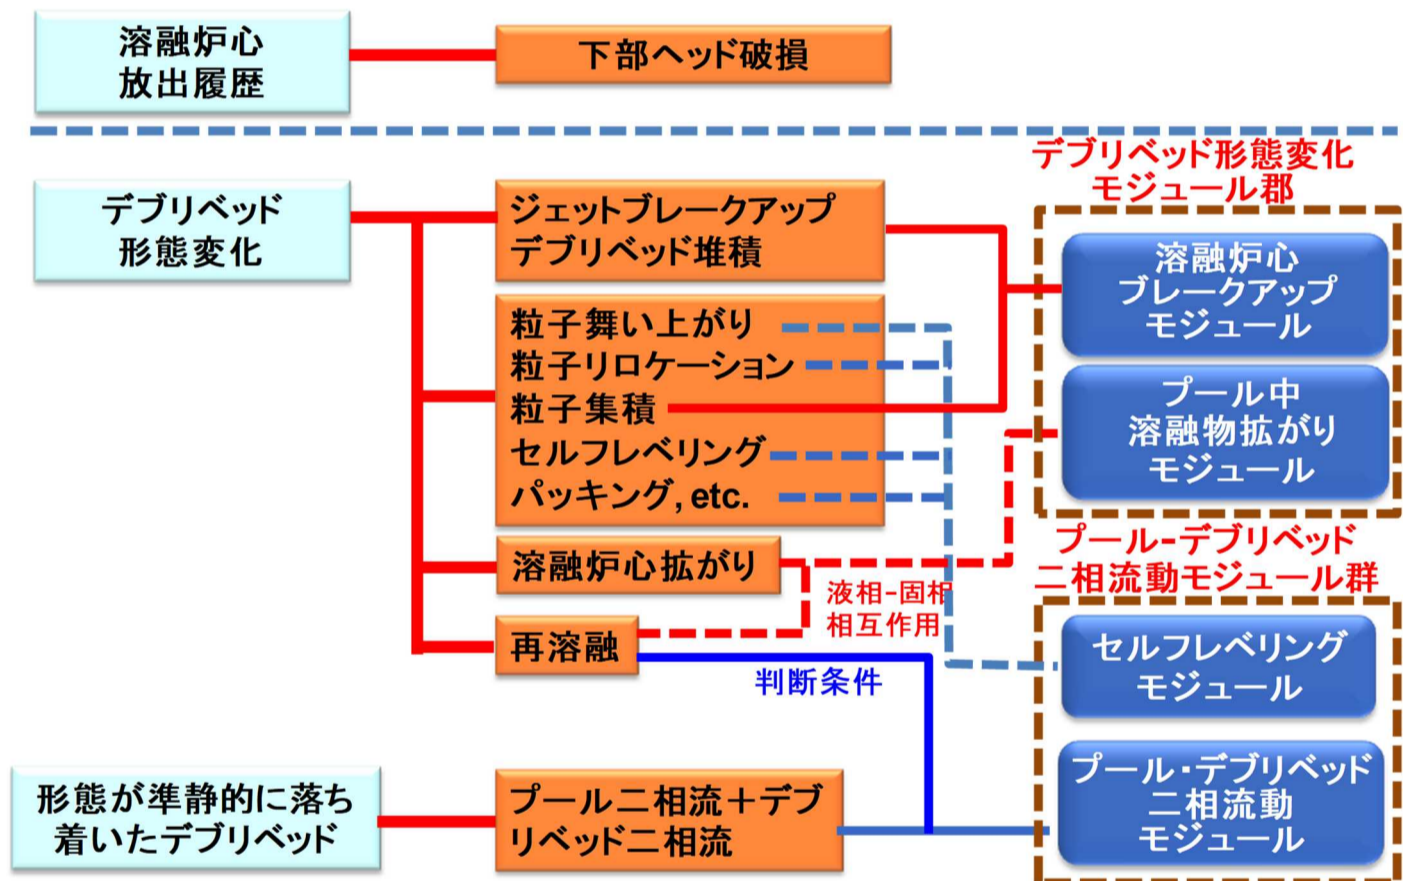 溶融炉心
放出履歴
下部ヘッド破損
デブリベッド
形態変化
ジェットブレークアップ
デブリベッド堆積
粒子舞い上がり
粒子リロケーション
粒子集積
セルフレベリング
パッキング, etc.
溶融炉心拡がり
再溶融
液相-固相
相互作用
判断条件
デブリベッド形態変化
モジュール郡
溶融炉心
ブレークアップ
モジュール
プール中
溶融物拡がり
モジュール
プール-デブリベッド
二相流動モジュール群
セルフレベリング
モジュール
プール・デブリベッド
二相流動
モジュール
形態が準静的に落ち
着いたデブリベッド
プール二相流＋デブ
リベッド二相流